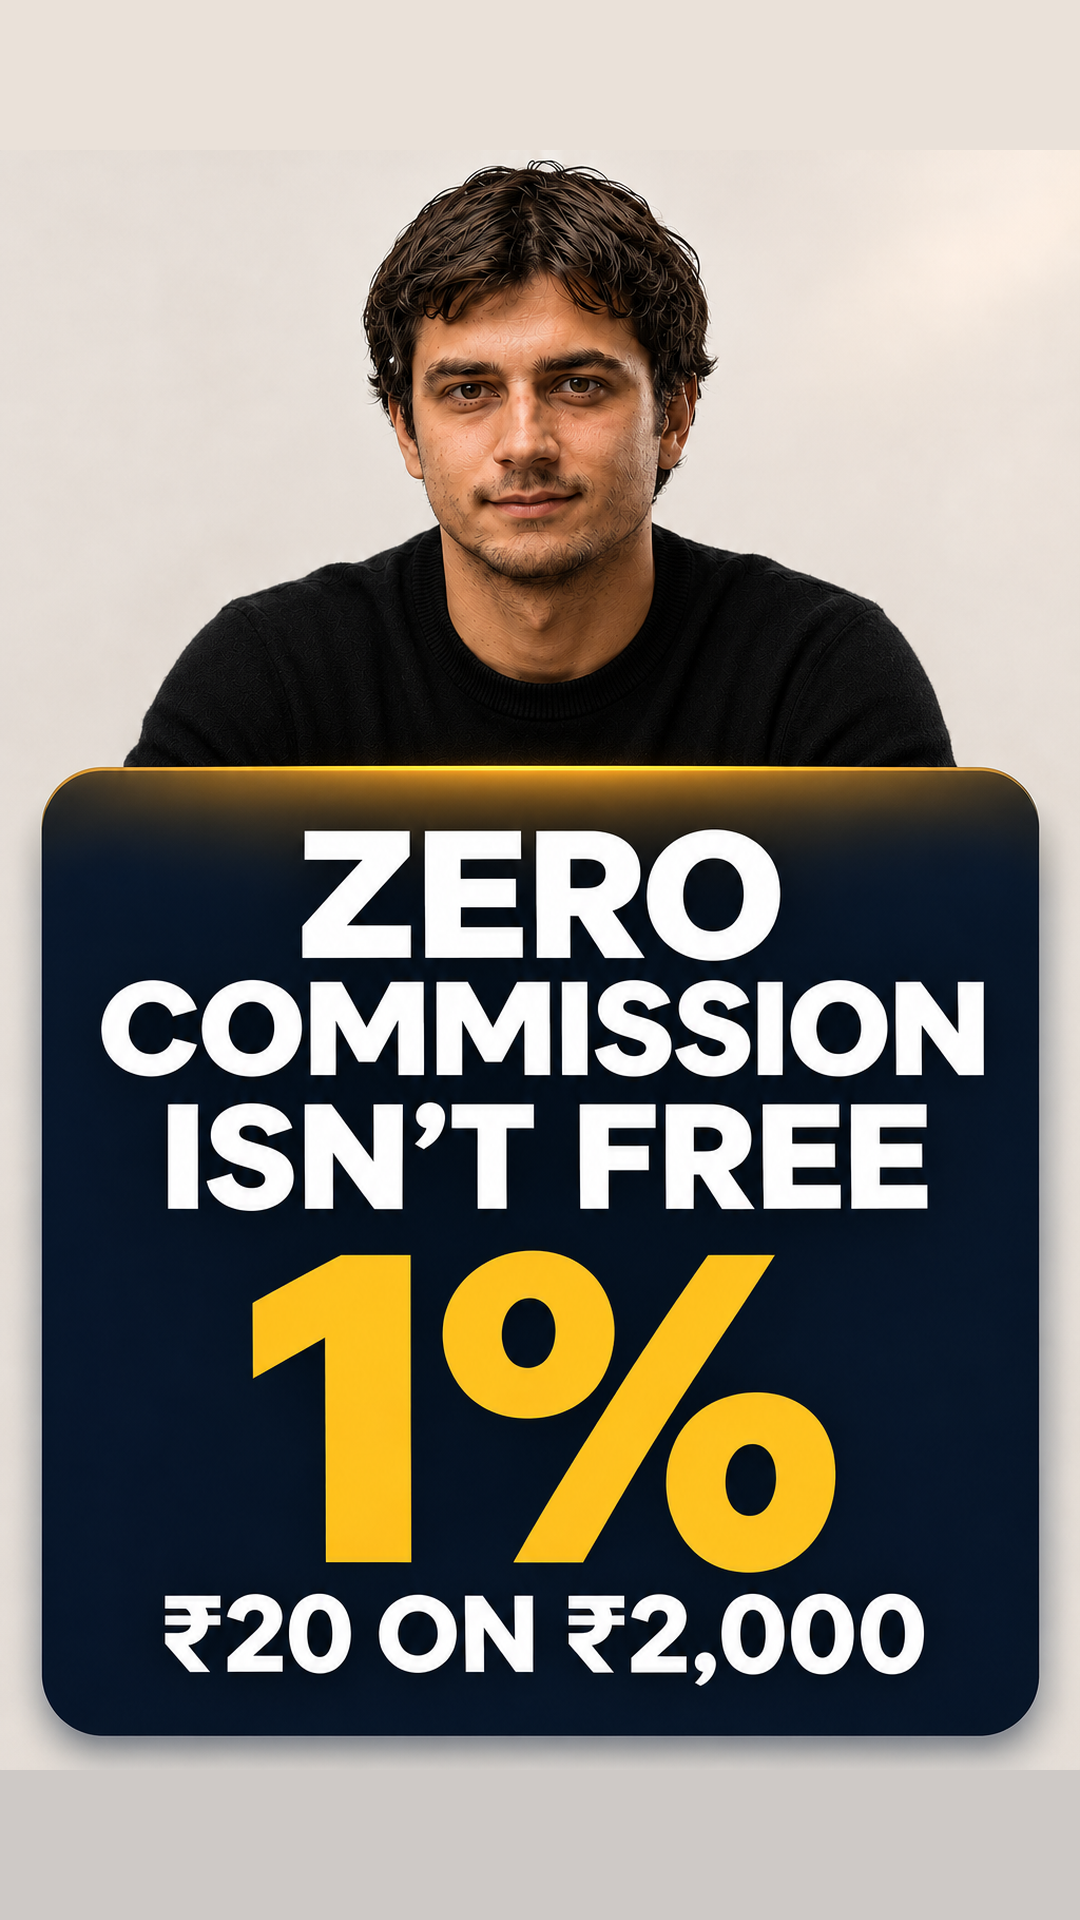 ZERO
COMMISSION
ISN’T FREE
1%
₹20 ON ₹2,000